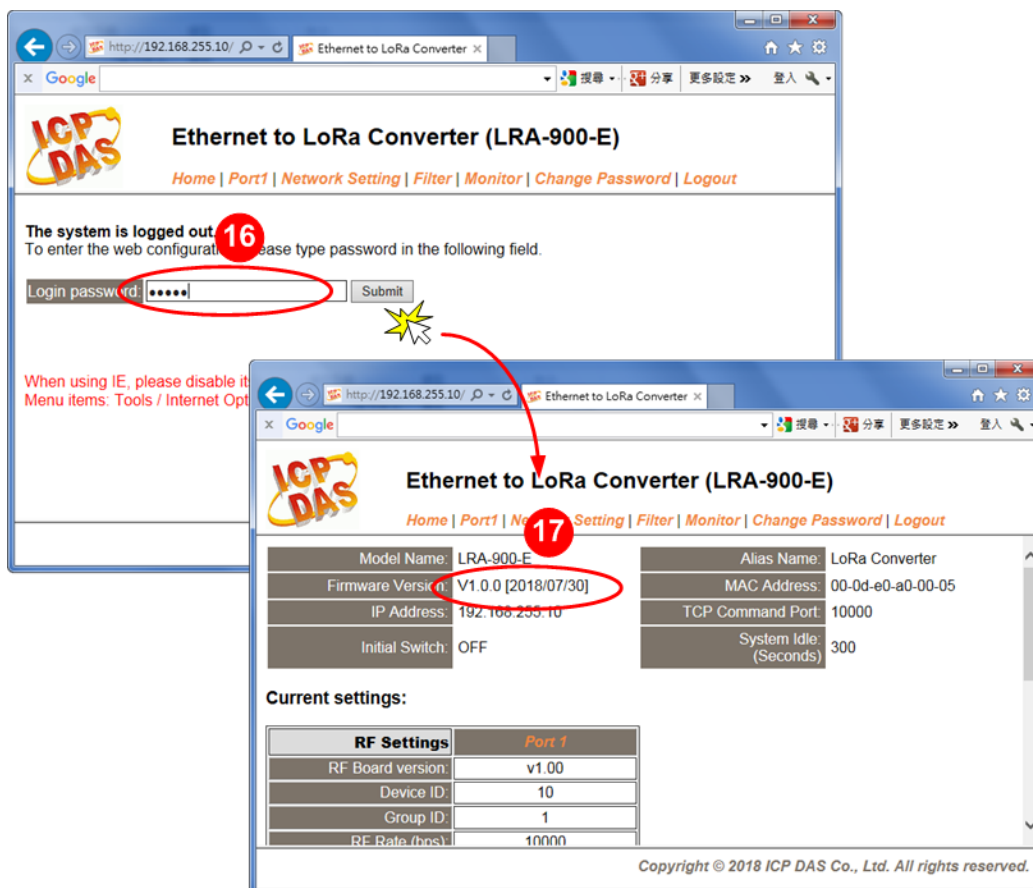 http://192.168.255.10/
Ethernet to LoRa Converter ×
x Google
搜尋
分享
更多設定 »
登入
ICP DAS
Ethernet to LoRa Converter (LRA-900-E)
Home | Port1 | Network Setting | Filter | Monitor | Change Password | Logout
The system is logged out.
16
To enter the web configurati ease type password in the following field.
Login password: •••••
Submit
When using IE, please disable it
Menu items: Tools / Internet Opt
http://192.168.255.10/
Ethernet to LoRa Converter ×
x Google
搜尋
分享
更多設定 »
登入
ICP DAS
Ethernet to LoRa Converter (LRA-900-E)
Home | Port1 | Ne Setting | Filter | Monitor | Change Password | Logout
17
Model Name: LRA-900-E Alias Name: LoRa Converter
Firmware Version: V1.0.0 [2018/07/30] MAC Address: 00-0d-e0-a0-00-05
IP Address: 192.168.255.10 TCP Command Port: 10000
Initial Switch: OFF System Idle: (Seconds) 300
Current settings:
RF Settings Port 1
RF Board version: v1.00
Device ID: 10
Group ID: 1
RF Rate (bps): 10000
Copyright © 2018 ICP DAS Co., Ltd. All rights reserved.